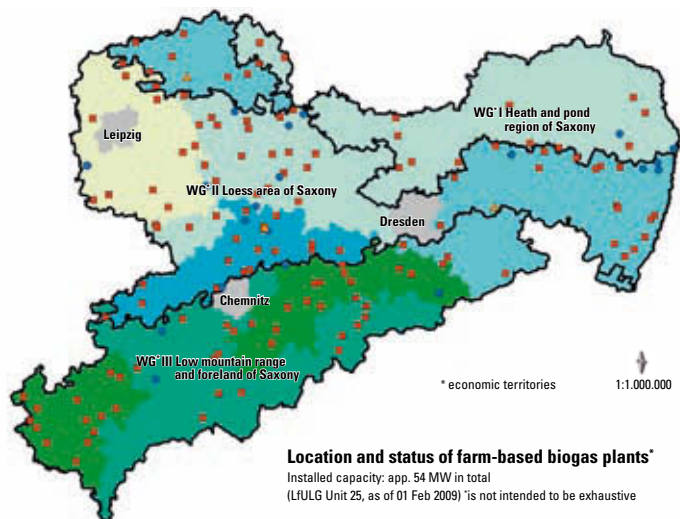 WG* I Heath and pond
region of Saxony
Leipzig
WG* II Loess area of Saxony
Dresden
Chemnitz
WG* III Low mountain range
and foreland of Saxony
* economic territories
1:1.000.000
Location and status of farm-based biogas plants*
Installed capacity: app. 54 MW in total
(LfULG Unit 25, as of 01 Feb 2009) *is not intended to be exhaustive